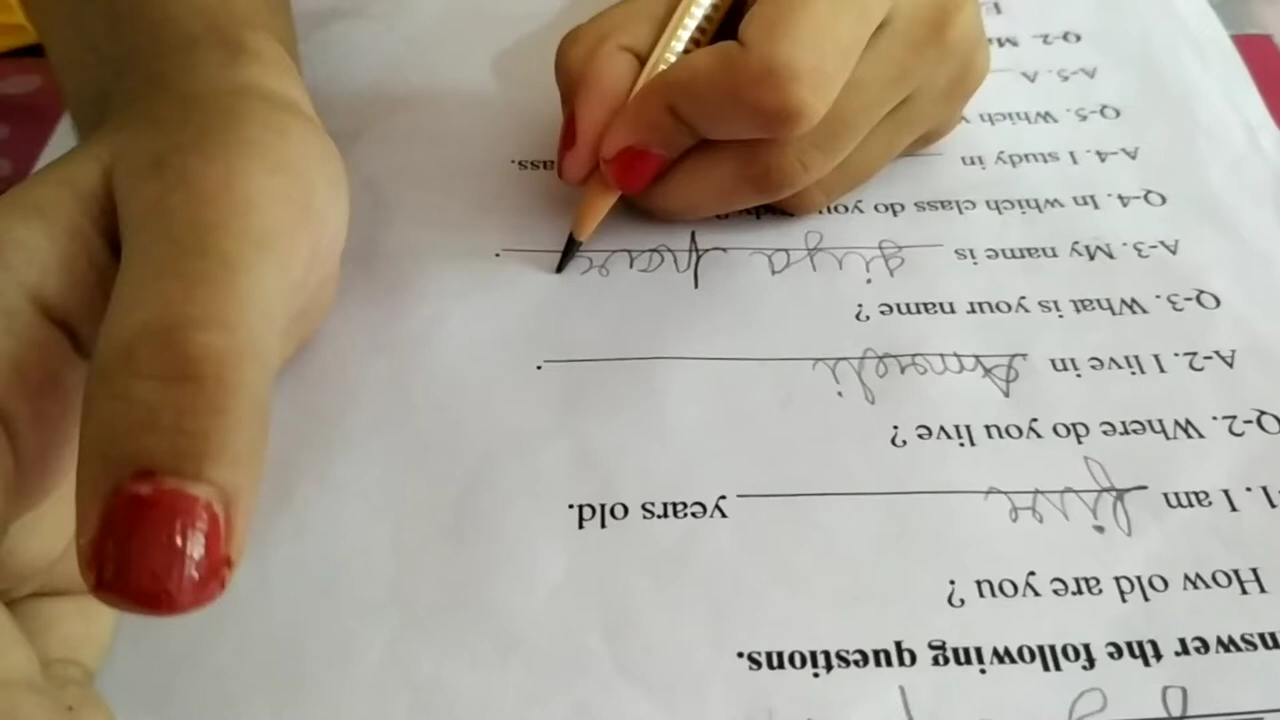 nswer the following questions.
How old are you ?
1. I am five years old.
Q-2. Where do you live ?
A-2. I live in Amreli.
Q-3. What is your name ?
A-3. My name is jiya
Q-4. In which class do you
A-4. I study in ass.
Q-5. Which
A-5. A
Q-2.